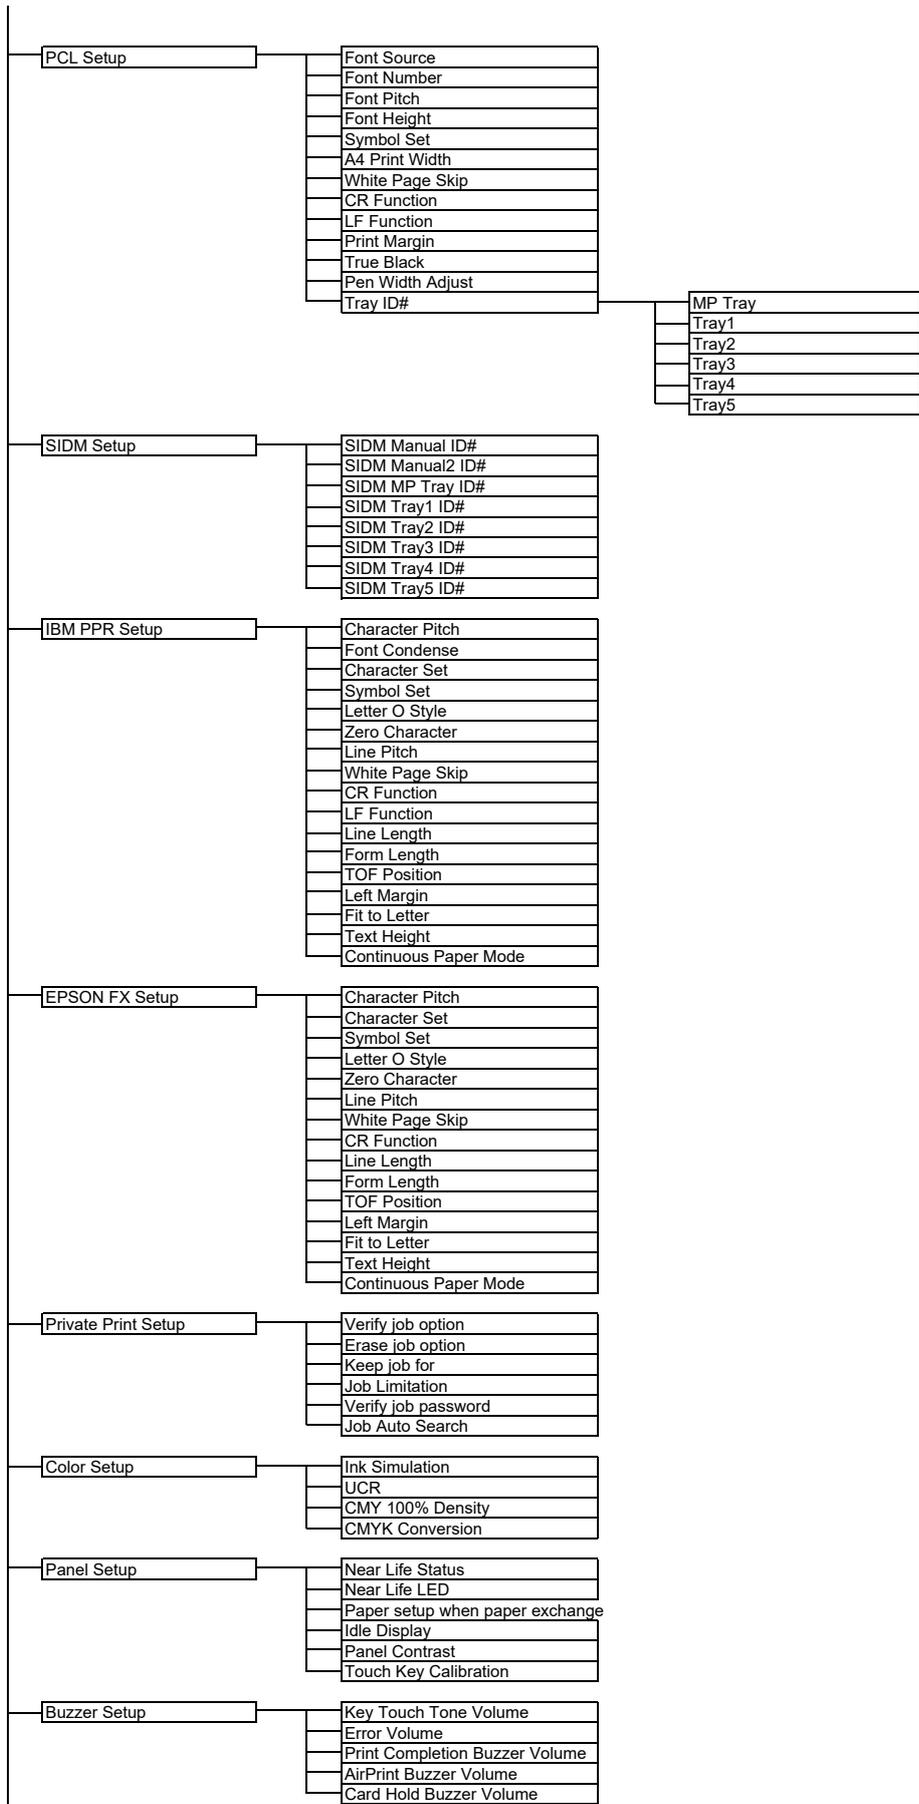 PCL Setup
Font Source
Font Number
Font Pitch
Font Height
Symbol Set
A4 Print Width
White Page Skip
CR Function
LF Function
Print Margin
True Black
Pen Width Adjust
Tray ID#
MP Tray
Tray1
Tray2
Tray3
Tray4
Tray5
SIDM Setup
SIDM Manual ID#
SIDM Manual2 ID#
SIDM MP Tray ID#
SIDM Tray1 ID#
SIDM Tray2 ID#
SIDM Tray3 ID#
SIDM Tray4 ID#
SIDM Tray5 ID#
IBM PPR Setup
Character Pitch
Font Condense
Character Set
Symbol Set
Letter O Style
Zero Character
Line Pitch
White Page Skip
CR Function
LF Function
Line Length
Form Length
TOF Position
Left Margin
Fit to Letter
Text Height
Continuous Paper Mode
EPSON FX Setup
Character Pitch
Character Set
Symbol Set
Letter O Style
Zero Character
Line Pitch
White Page Skip
CR Function
Line Length
Form Length
TOF Position
Left Margin
Fit to Letter
Text Height
Continuous Paper Mode
Private Print Setup
Verify job option
Erase job option
Keep job for
Job Limitation
Verify job password
Job Auto Search
Color Setup
Ink Simulation
UCR
CMY 100% Density
CMYK Conversion
Panel Setup
Near Life Status
Near Life LED
Paper setup when paper exchange
Idle Display
Panel Contrast
Touch Key Calibration
Buzzer Setup
Key Touch Tone Volume
Error Volume
Print Completion Buzzer Volume
AirPrint Buzzer Volume
Card Hold Buzzer Volume